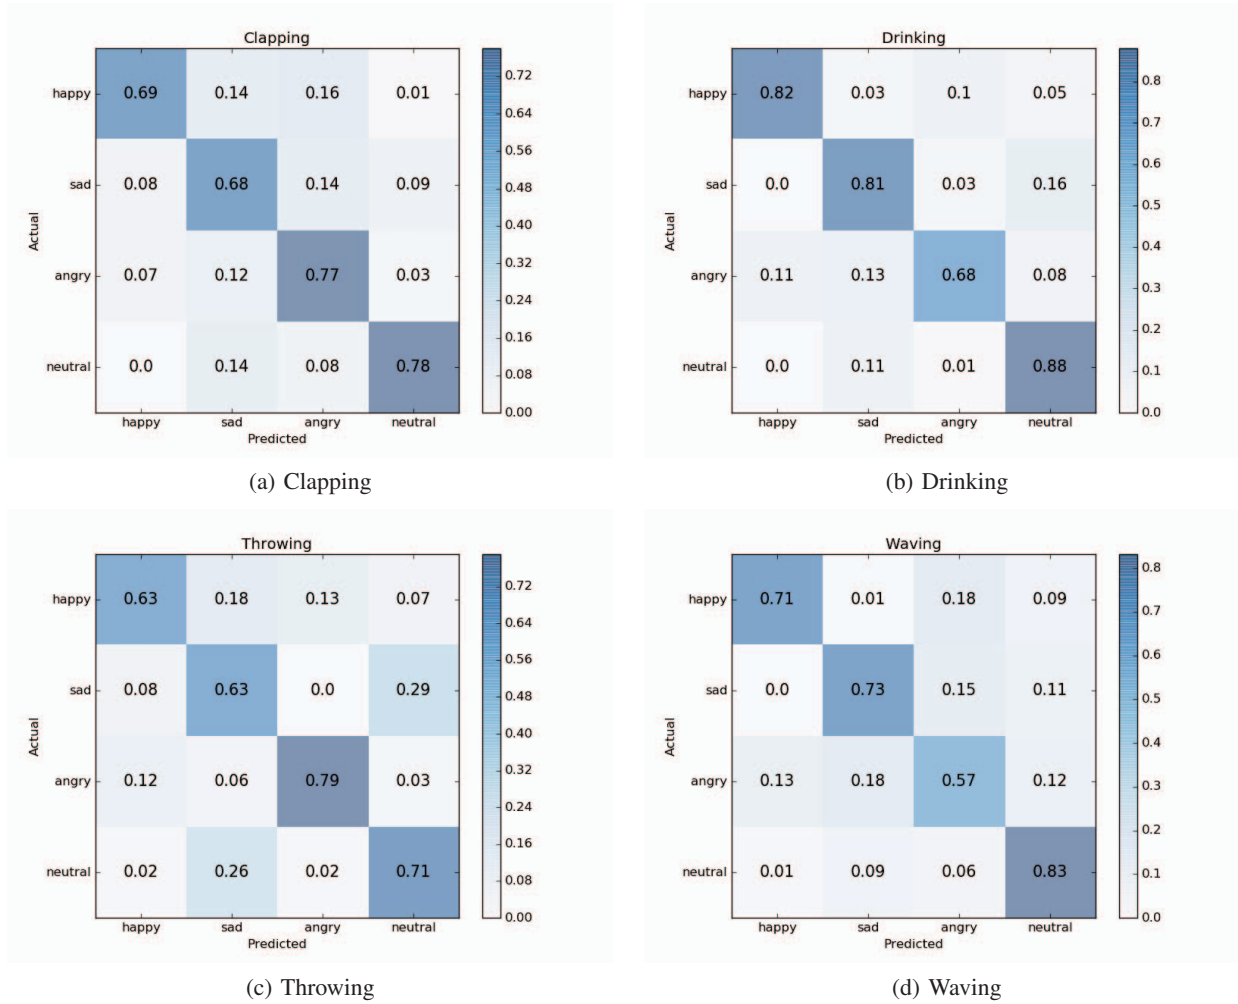 Clapping
happy 0.69 0.14 0.16 0.01
sad 0.08 0.68 0.14 0.09
angry 0.07 0.12 0.77 0.03
neutral 0.0 0.14 0.08 0.78
happy sad angry neutral
Predicted
Actual
0.72
0.64
0.56
0.48
0.40
0.32
0.24
0.16
0.08
0.00
(a) Clapping
Drinking
happy 0.82 0.03 0.1 0.05
sad 0.0 0.81 0.03 0.16
angry 0.11 0.13 0.68 0.08
neutral 0.0 0.11 0.01 0.88
happy sad angry neutral
Predicted
Actual
0.8
0.7
0.6
0.5
0.4
0.3
0.2
0.1
0.0
(b) Drinking
Throwing
happy 0.63 0.18 0.13 0.07
sad 0.08 0.63 0.0 0.29
angry 0.12 0.06 0.79 0.03
neutral 0.02 0.26 0.02 0.71
happy sad angry neutral
Predicted
Actual
0.72
0.64
0.56
0.48
0.40
0.32
0.24
0.16
0.08
0.00
(c) Throwing
Waving
happy 0.71 0.01 0.18 0.09
sad 0.0 0.73 0.15 0.11
angry 0.13 0.18 0.57 0.12
neutral 0.01 0.09 0.06 0.83
happy sad angry neutral
Predicted
Actual
0.8
0.7
0.6
0.5
0.4
0.3
0.2
0.1
0.0
(d) Waving